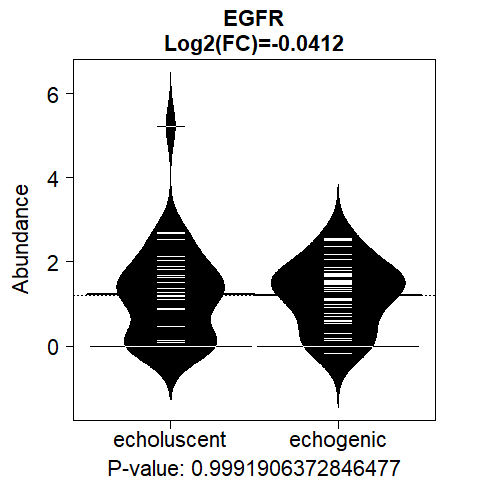 EGFR
Log2(FC)=-0.0412
Abundance
6
4
2
0
echoluscent echogenic
P-value: 0.9991906372846477